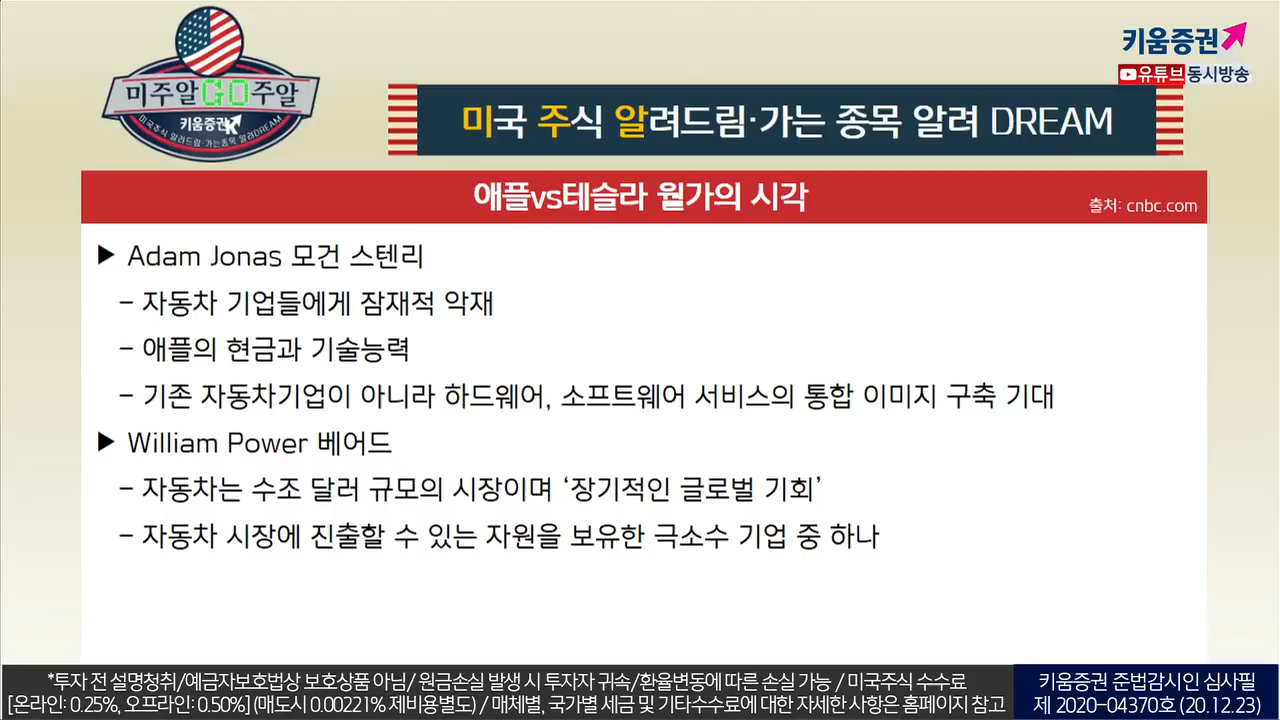 미주알GO주알
키움증권
미국주식 알려드림·가는종목 알려DREAM
키움증권
유튜브동시방송
미국 주식 알려드림·가는 종목 알려 DREAM
애플vs테슬라 월가의 시각
출처: cnbc.com
▶ Adam Jonas 모건 스텐리
- 자동차 기업들에게 잠재적 악재
- 애플의 현금과 기술능력
- 기존 자동차기업이 아니라 하드웨어, 소프트웨어 서비스의 통합 이미지 구축 기대
▶ William Power 베어드
- 자동차는 수조 달러 규모의 시장이며 ‘장기적인 글로벌 기회’
- 자동차 시장에 진출할 수 있는 자원을 보유한 극소수 기업 중 하나
*투자 전 설명청취/예금자보호법상 보호상품 아님/ 원금손실 발생 시 투자자 귀속/환율변동에 따른 손실 가능 / 미국주식 수수료
[온라인: 0.25%, 오프라인: 0.50%] (매도시 0.00221% 제비용별도) / 매체별, 국가별 세금 및 기타수수료에 대한 자세한 사항은 홈페이지 참고
키움증권 준법감시인 심사필
제 2020-04370호 (20.12.23)